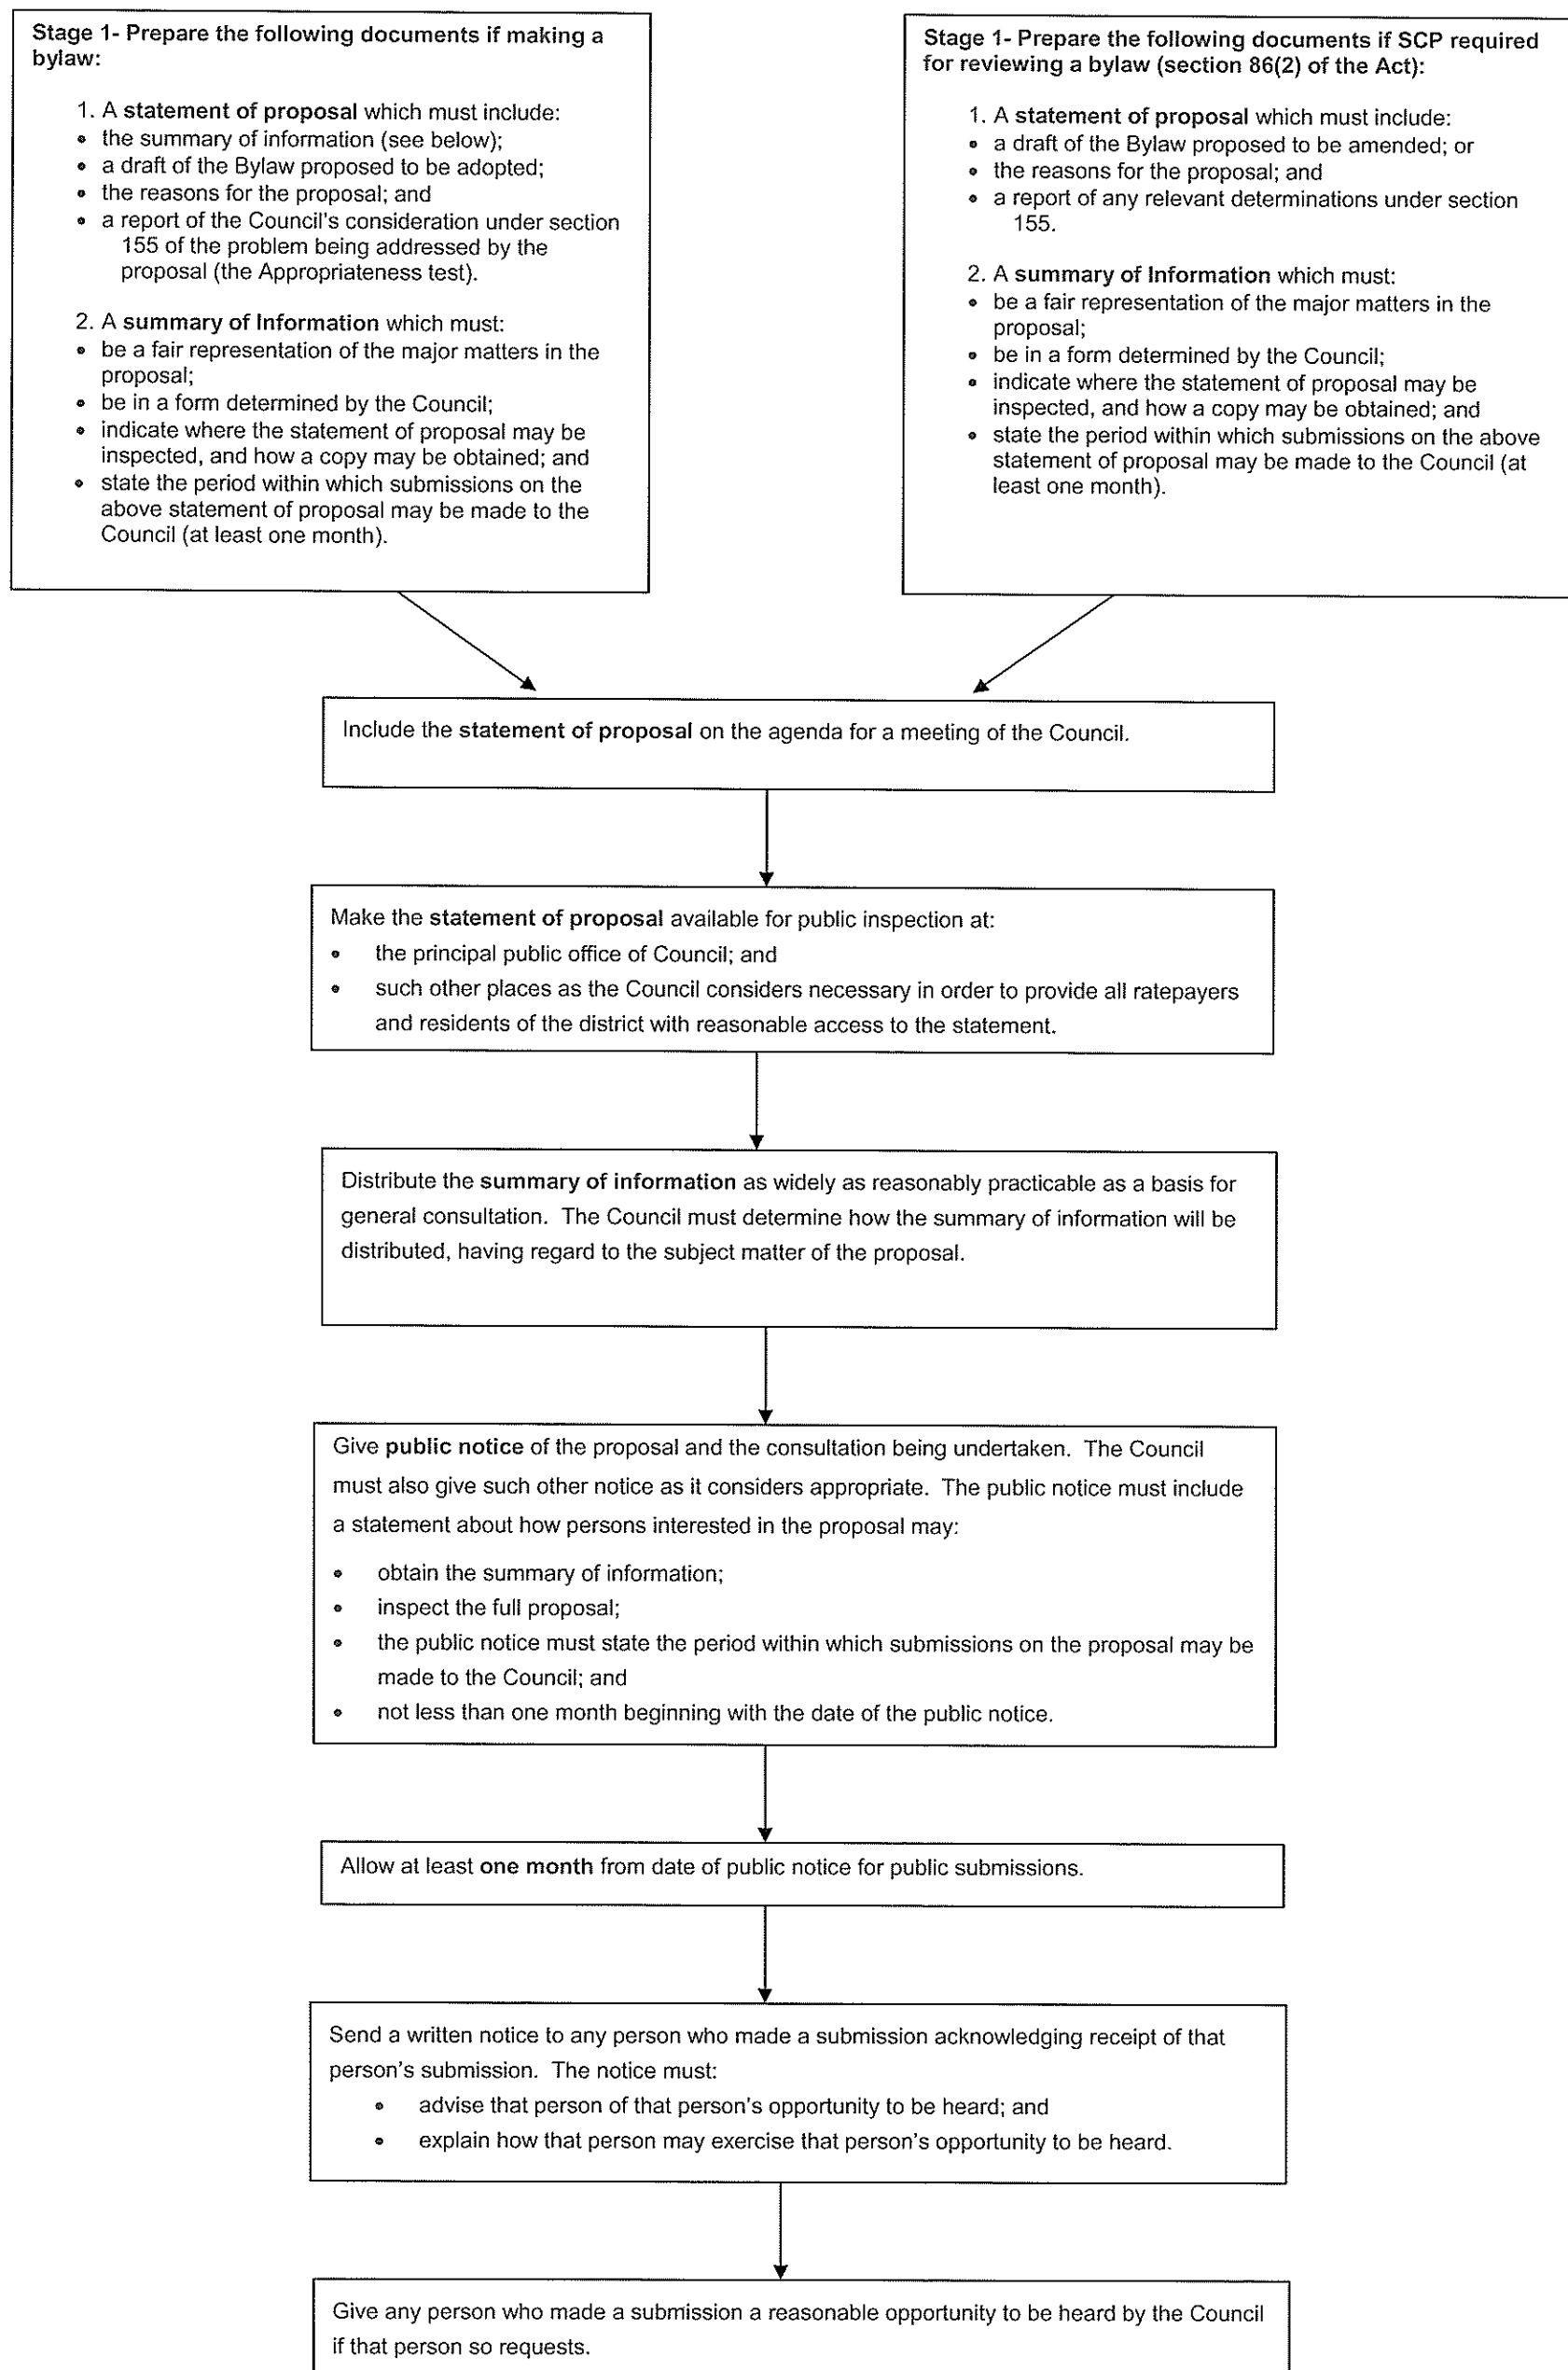 Stage 1- Prepare the following documents if making a
bylaw:
1. A statement of proposal which must include:
• the summary of information (see below);
• a draft of the Bylaw proposed to be adopted;
• the reasons for the proposal; and
• a report of the Council's consideration under section
155 of the problem being addressed by the
proposal (the Appropriateness test).
2. A summary of Information which must:
• be a fair representation of the major matters in the
proposal;
• be in a form determined by the Council;
• indicate where the statement of proposal may be
inspected, and how a copy may be obtained; and
• state the period within which submissions on the
above statement of proposal may be made to the
Council (at least one month).
Stage 1- Prepare the following documents if SCP required
for reviewing a bylaw (section 86(2) of the Act):
1. A statement of proposal which must include:
• a draft of the Bylaw proposed to be amended; or
• the reasons for the proposal; and
• a report of any relevant determinations under section
155.
2. A summary of Information which must:
• be a fair representation of the major matters in the
proposal;
• be in a form determined by the Council;
• indicate where the statement of proposal may be
inspected, and how a copy may be obtained; and
• state the period within which submissions on the above
statement of proposal may be made to the Council (at
least one month).
Include the statement of proposal on the agenda for a meeting of the Council.
Make the statement of proposal available for public inspection at:
• the principal public office of Council; and
• such other places as the Council considers necessary in order to provide all ratepayers
and residents of the district with reasonable access to the statement.
Distribute the summary of information as widely as reasonably practicable as a basis for
general consultation. The Council must determine how the summary of information will be
distributed, having regard to the subject matter of the proposal.
Give public notice of the proposal and the consultation being undertaken. The Council
must also give such other notice as it considers appropriate. The public notice must include
a statement about how persons interested in the proposal may:
• obtain the summary of information;
• inspect the full proposal;
• the public notice must state the period within which submissions on the proposal may be
made to the Council; and
• not less than one month beginning with the date of the public notice.
Allow at least one month from date of public notice for public submissions.
Send a written notice to any person who made a submission acknowledging receipt of that
person's submission. The notice must:
• advise that person of that person's opportunity to be heard; and
• explain how that person may exercise that person's opportunity to be heard.
Give any person who made a submission a reasonable opportunity to be heard by the Council
if that person so requests.